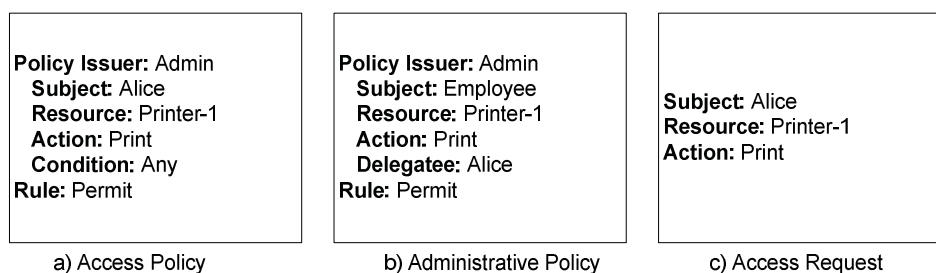 Policy Issuer: Admin
Subject: Alice
Resource: Printer-1
Action: Print
Condition: Any
Rule: Permit
a) Access Policy
Policy Issuer: Admin
Subject: Employee
Resource: Printer-1
Action: Print
Delegatee: Alice
Rule: Permit
b) Administrative Policy
Subject: Alice
Resource: Printer-1
Action: Print
c) Access Request